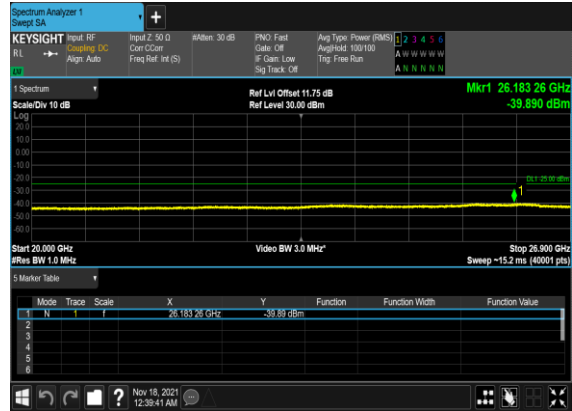 Spectrum Analyzer 1
Swept SA
+
KEYSIGHT
RL
Input: RF
Coupling: DC
Align: Auto
Input Z: 50 Ω
Corr CCorr
Freq Ref: Int (S)
#Atten: 30 dB
PNO: Fast
Gate: Off
IF Gain: Low
Sig Track: Off
Avg Type: Power (RMS)
Avg|Hold: 100/100
Trig: Free Run
1 2 3 4 5 6
A W W W W W
A N N N N N
1 Spectrum
Scale/Div 10 dB
Ref Lvl Offset 11.75 dB
Ref Level 30.00 dBm
Mkr1 26.183 26 GHz
-39.890 dBm
Log
20.0
10.0
0.00
-10.0
-20.0
-30.0
-40.0
-50.0
-60.0
DL1 -25.00 dBm
1
Start 20.000 GHz
#Res BW 1.0 MHz
Video BW 3.0 MHz*
Stop 26.900 GHz
Sweep ~15.2 ms (40001 pts)
5 Marker Table
Mode Trace Scale X Y Function Function Width Function Value
1 N 1 f 26.183 26 GHz -39.89 dBm
2
3
4
5
6
?
Nov 18, 2021
12:39:41 AM